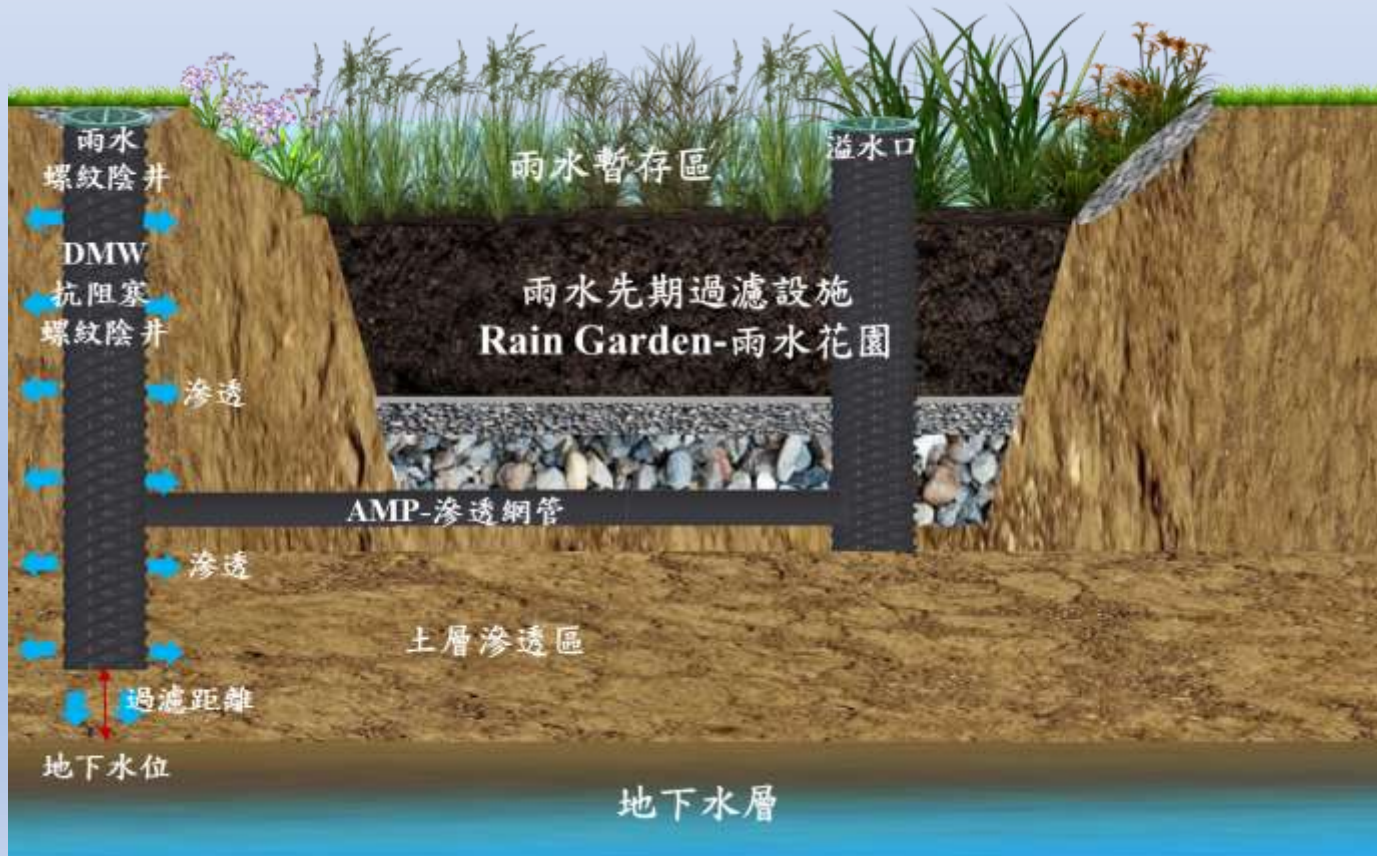 雨水
螺紋陰井
DMW
抗阻塞
螺紋陰井
滲透
滲透
過濾距離
地下水位
雨水暫存區
溢水口
雨水先期過濾設施
Rain Garden-雨水花園
AMP-滲透網管
土層滲透區
地下水層